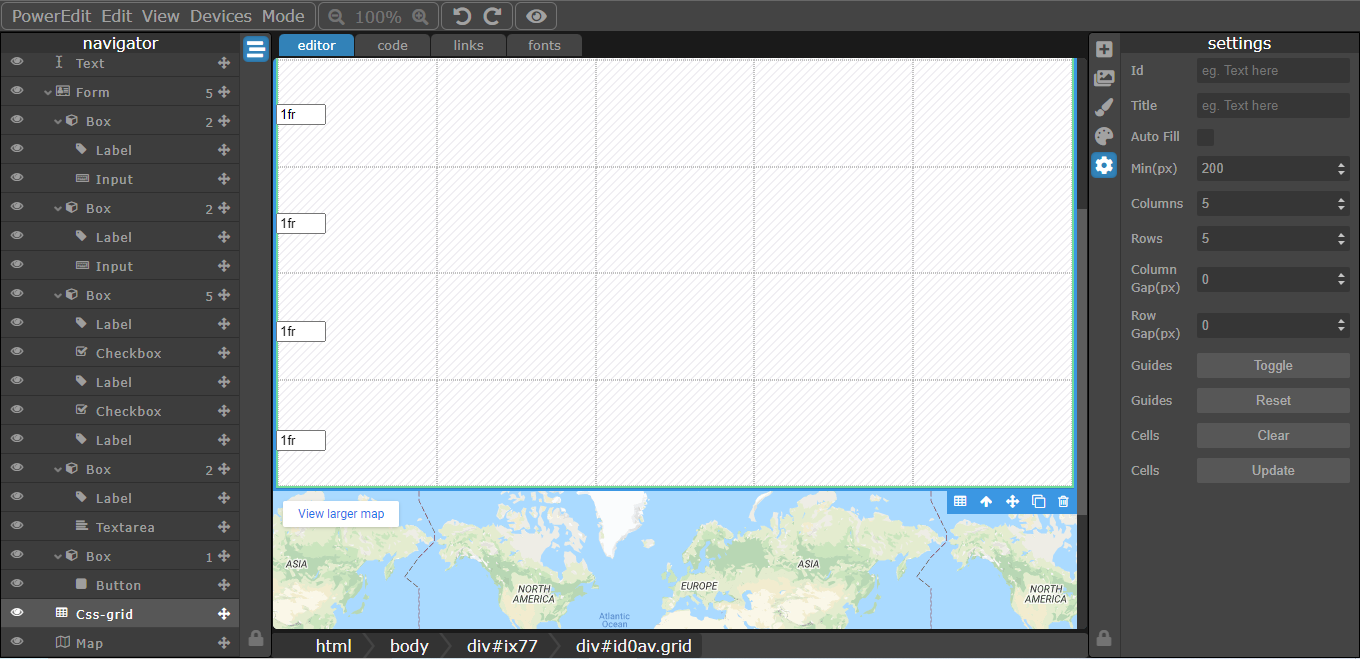 PowerEdit Edit View Devices Mode 100%
navigator
Text
Form 5
Box 2
Label
Input
Box 2
Label
Input
Box 5
Label
Checkbox
Label
Checkbox
Label
Box 2
Label
Textarea
Box 1
Button
Css-grid
Map
editor code links fonts
1fr
1fr
1fr
1fr
View larger map
ASIA
NORTH
AMERICA
Atlantic
Ocean
EUROPE
ASIA
NORTH
AMERICA
html body div#ix77 div#id0av.grid
settings
Id eg. Text here
Title eg. Text here
Auto Fill
Min(px) 200
Columns 5
Rows 5
Column
Gap(px) 0
Row
Gap(px) 0
Guides Toggle
Guides Reset
Cells Clear
Cells Update